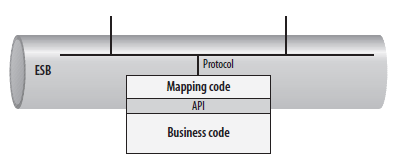 ESB
Protocol
Mapping code
API
Business code